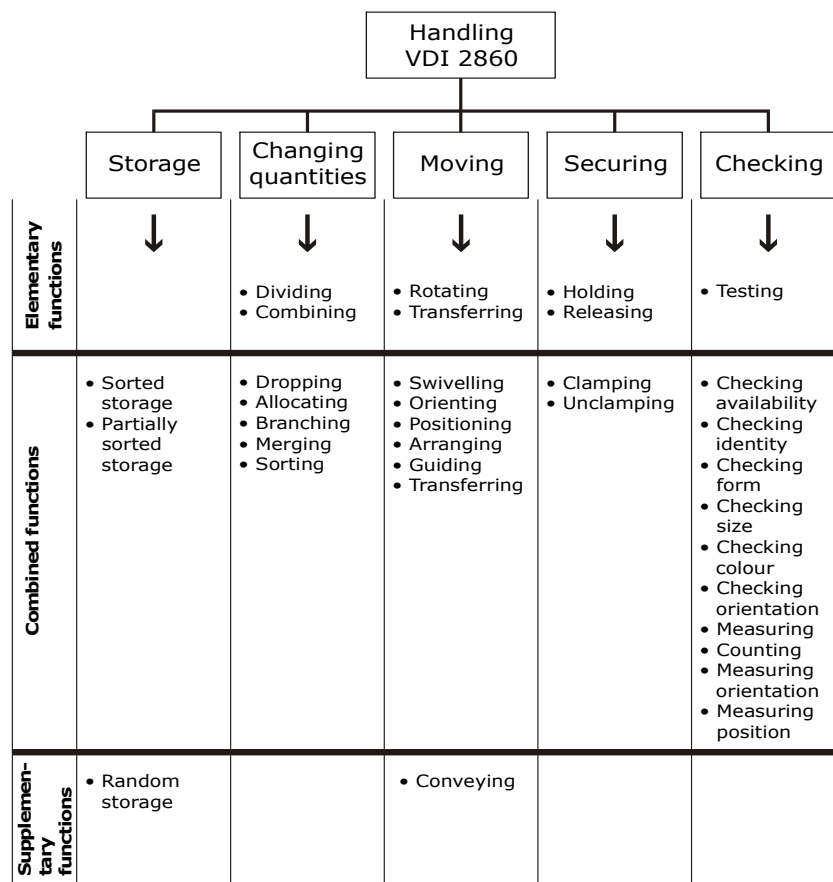 Handling
VDI 2860
Storage
Changing
quantities
Moving
Securing
Checking
Elementary
functions
• Dividing
• Combining
• Rotating
• Transferring
• Holding
• Releasing
• Testing
Combined functions
• Sorted
storage
• Partially
sorted
storage
• Dropping
• Allocating
• Branching
• Merging
• Sorting
• Swivelling
• Orienting
• Positioning
• Arranging
• Guiding
• Transferring
• Clamping
• Unclamping
• Checking
availability
• Checking
identity
• Checking
form
• Checking
size
• Checking
colour
• Checking
orientation
• Measuring
• Counting
• Measuring
orientation
• Measuring
position
Supplemen-
tary
functions
• Random
storage
• Conveying